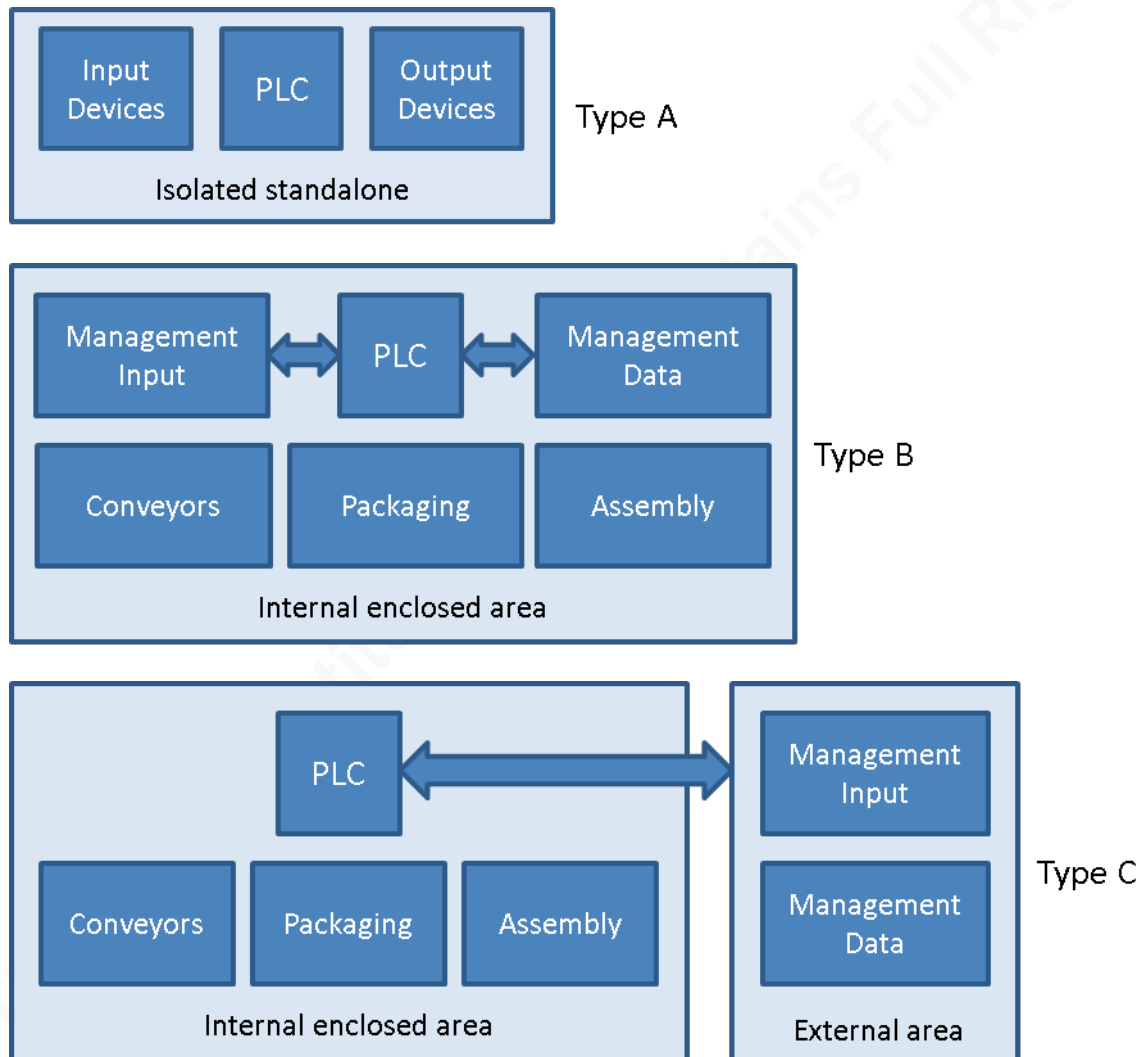 Input
Devices
PLC
Output
Devices
Type A
Isolated standalone
Management
Input
PLC
Management
Data
Type B
Conveyors
Packaging
Assembly
Internal enclosed area
PLC
Management
Input
Type C
Conveyors
Packaging
Assembly
Management
Data
Internal enclosed area
External area